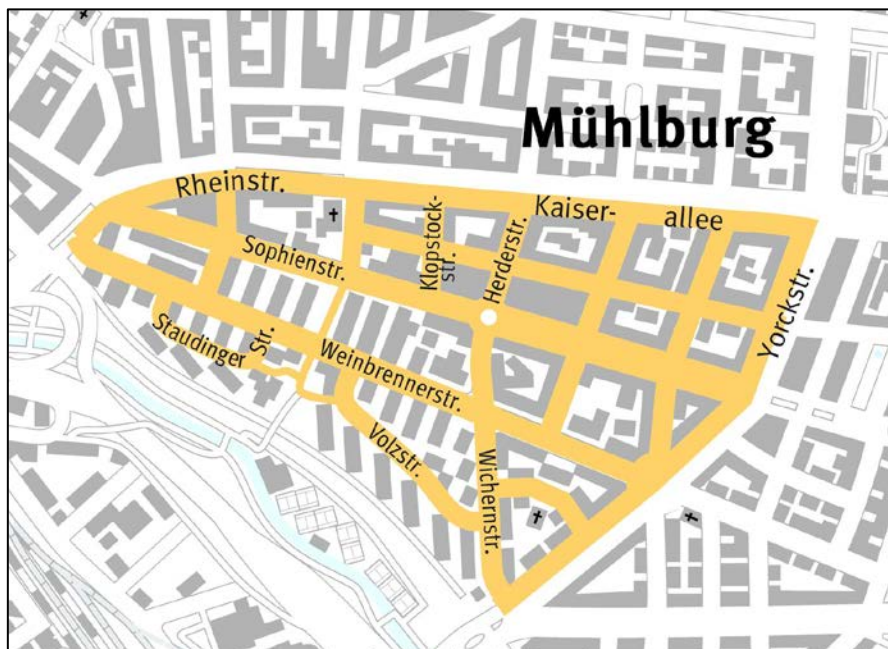 Mühlburg
Rheinstr.
Kaiser-
allee
Klopstock-
str.
Herderstr.
Sophienstr.
Yorckstr.
Staudinger
Str.
Weinbrennerstr.
Volzstr.
Wichernstr.